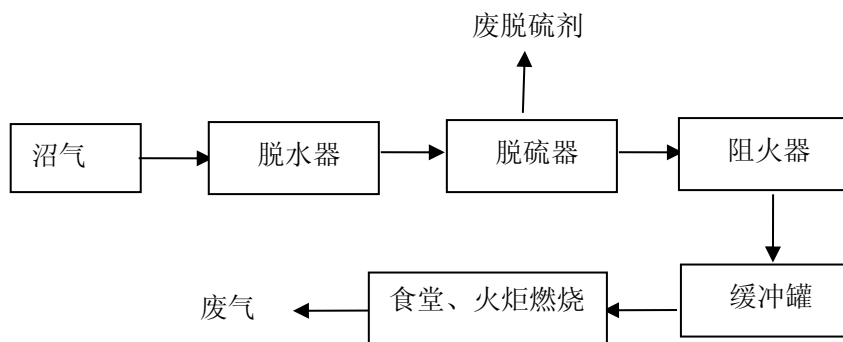 废脱硫剂
沼气
脱水器
脱硫器
阻火器
废气
食堂、火炬燃烧
缓冲罐